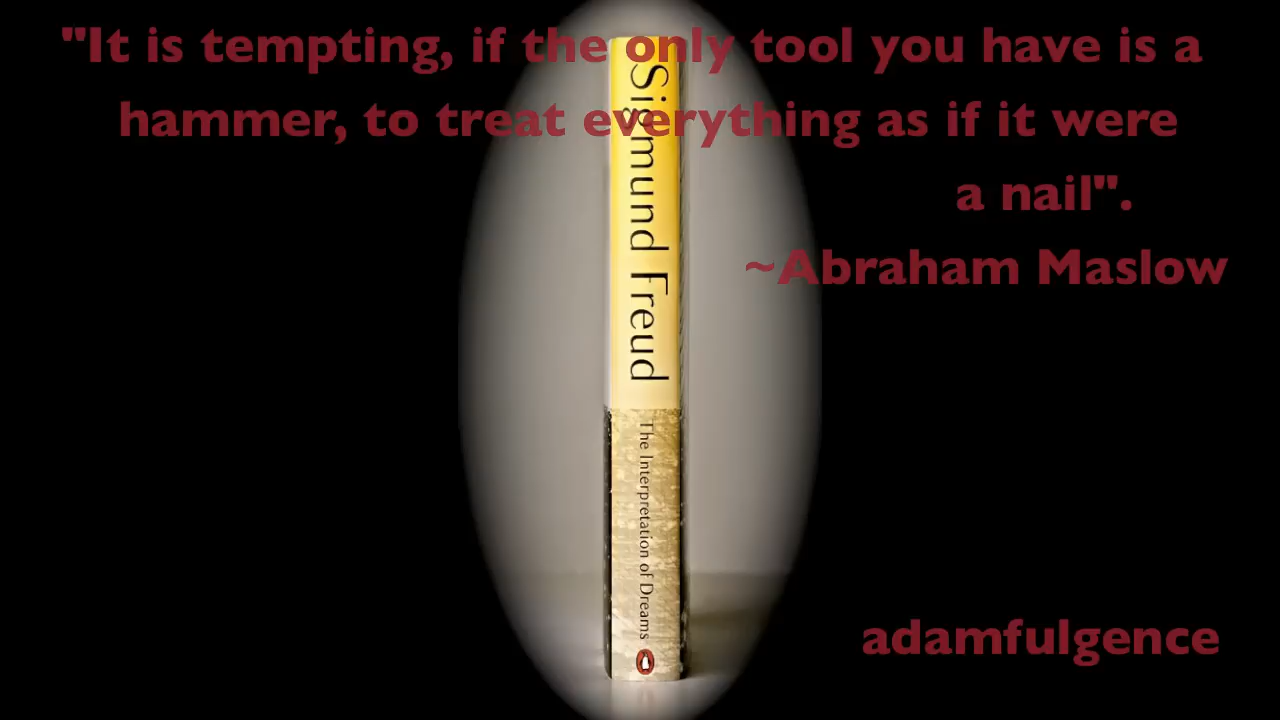 "It is tempting, if the only tool you have is a
hammer, to treat everything as if it were
a nail".
~Abraham Maslow
Sigmund Freud
The Interpretation of Dreams
adamfulgence